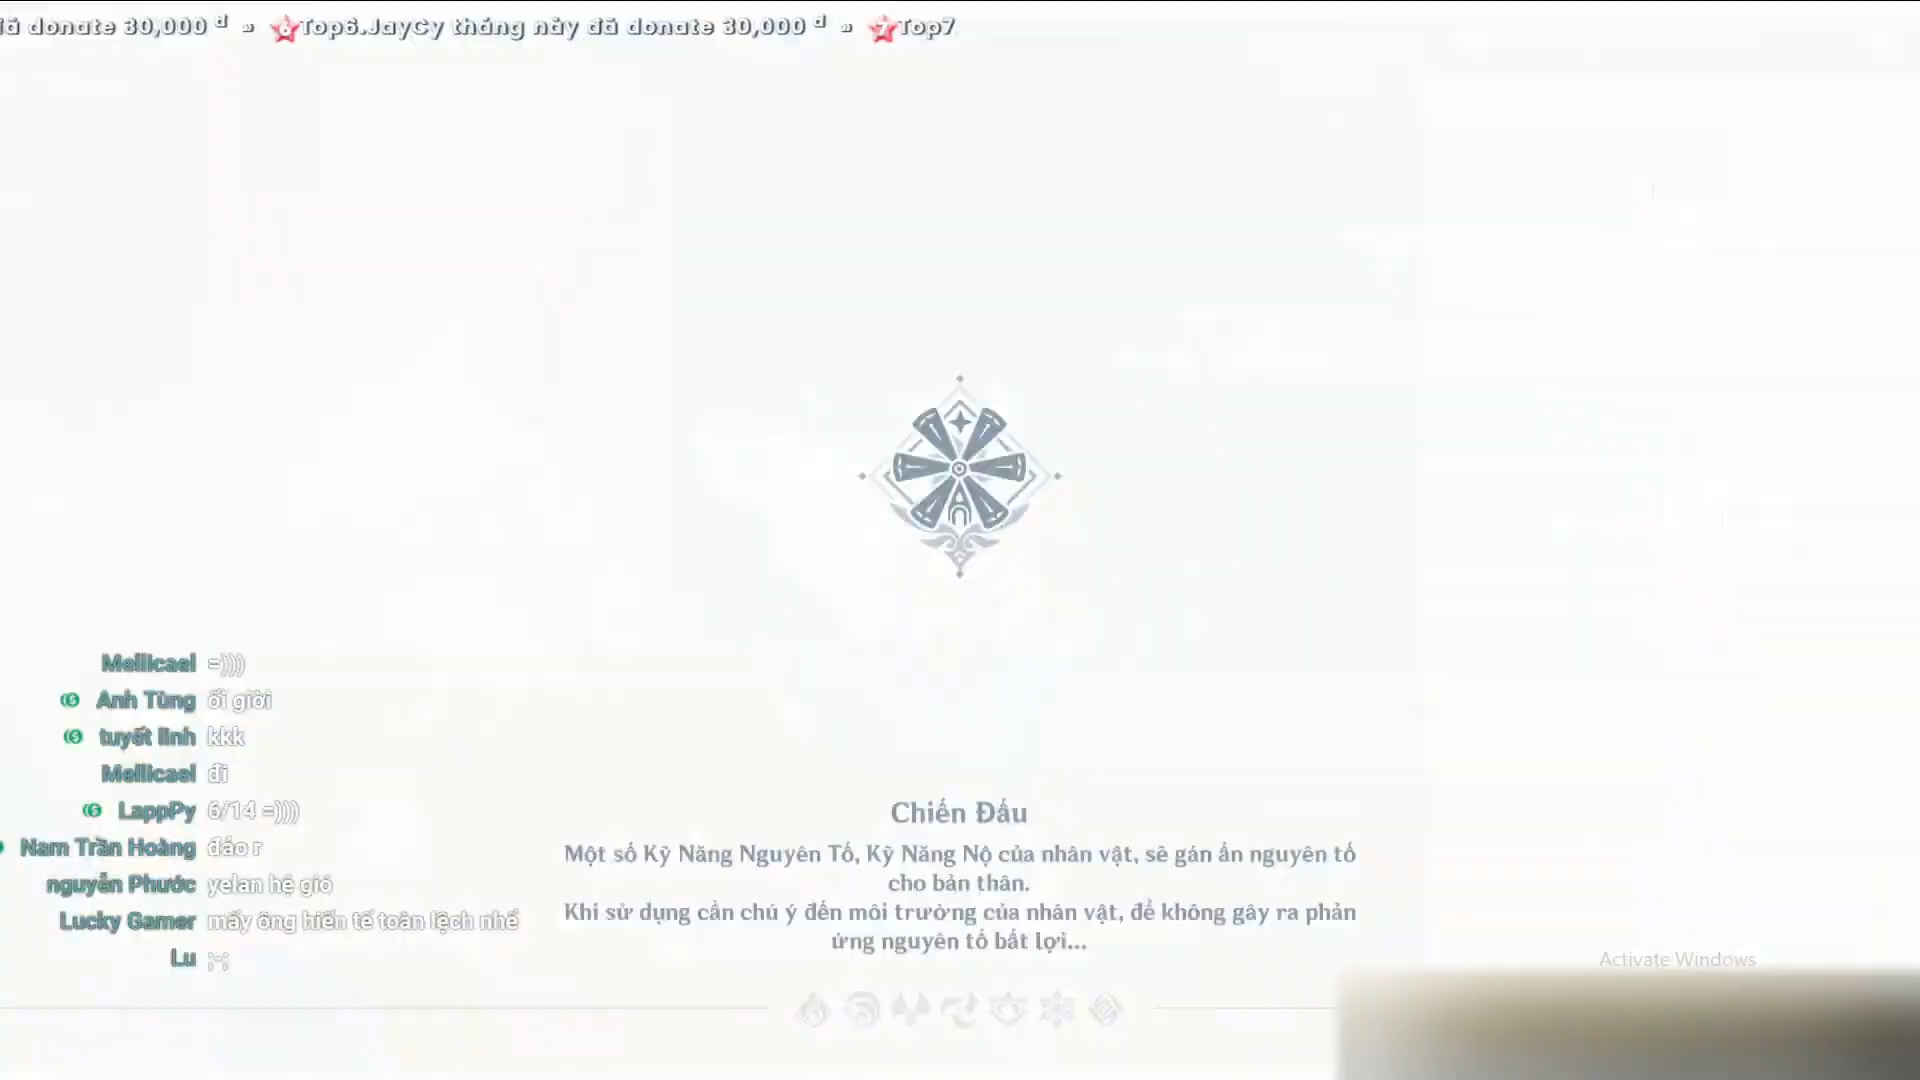 đã donate 30,000 đ » 6 Top6.JayCy tháng này đã donate 30,000 đ » 7 Top7
Mellicael =))))
Anh Tùng ối giời
tuyết linh kkk
Mellicael đi
LappPy 6/14 =))))
Nam Trần Hoàng đảo r
nguyễn Phước yelan hệ gió
Lucky Gamer mấy ông hiến tế toàn lệch nhể
Lu ;-;
Chiến Đấu
Một số Kỹ Năng Nguyên Tố, Kỹ Năng Nộ của nhân vật, sẽ gán ấn nguyên tố
cho bản thân.
Khi sử dụng cần chú ý đến môi trường của nhân vật, để không gây ra phản
ứng nguyên tố bất lợi...
Activate Windows